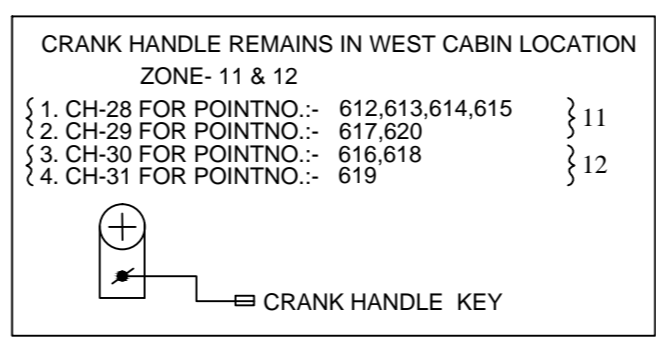 CRANK HANDLE REMAINS IN WEST CABIN LOCATION
ZONE- 11 & 12
1. CH-28 FOR POINTNO.:- 612,613,614,615
2. CH-29 FOR POINTNO.:- 617,620
11
3. CH-30 FOR POINTNO.:- 616,618
4. CH-31 FOR POINTNO.:- 619
12
CRANK HANDLE KEY